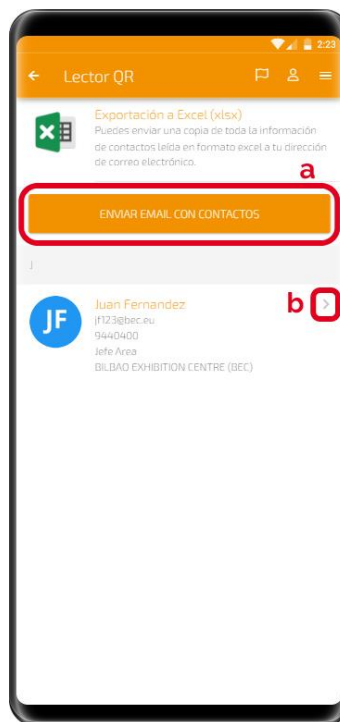 2:23
Lector QR
Exportación a Excel (xlsx)
Puedes enviar una copia de toda la información
de contactos leída en formato excel a tu dirección
de correo electrónico.
a
ENVIAR EMAIL CON CONTACTOS
J
JF
Juan Fernandez
b
jf123@bec.eu
9440400
Jefe Area
BILBAO EXHIBITION CENTRE (BEC)